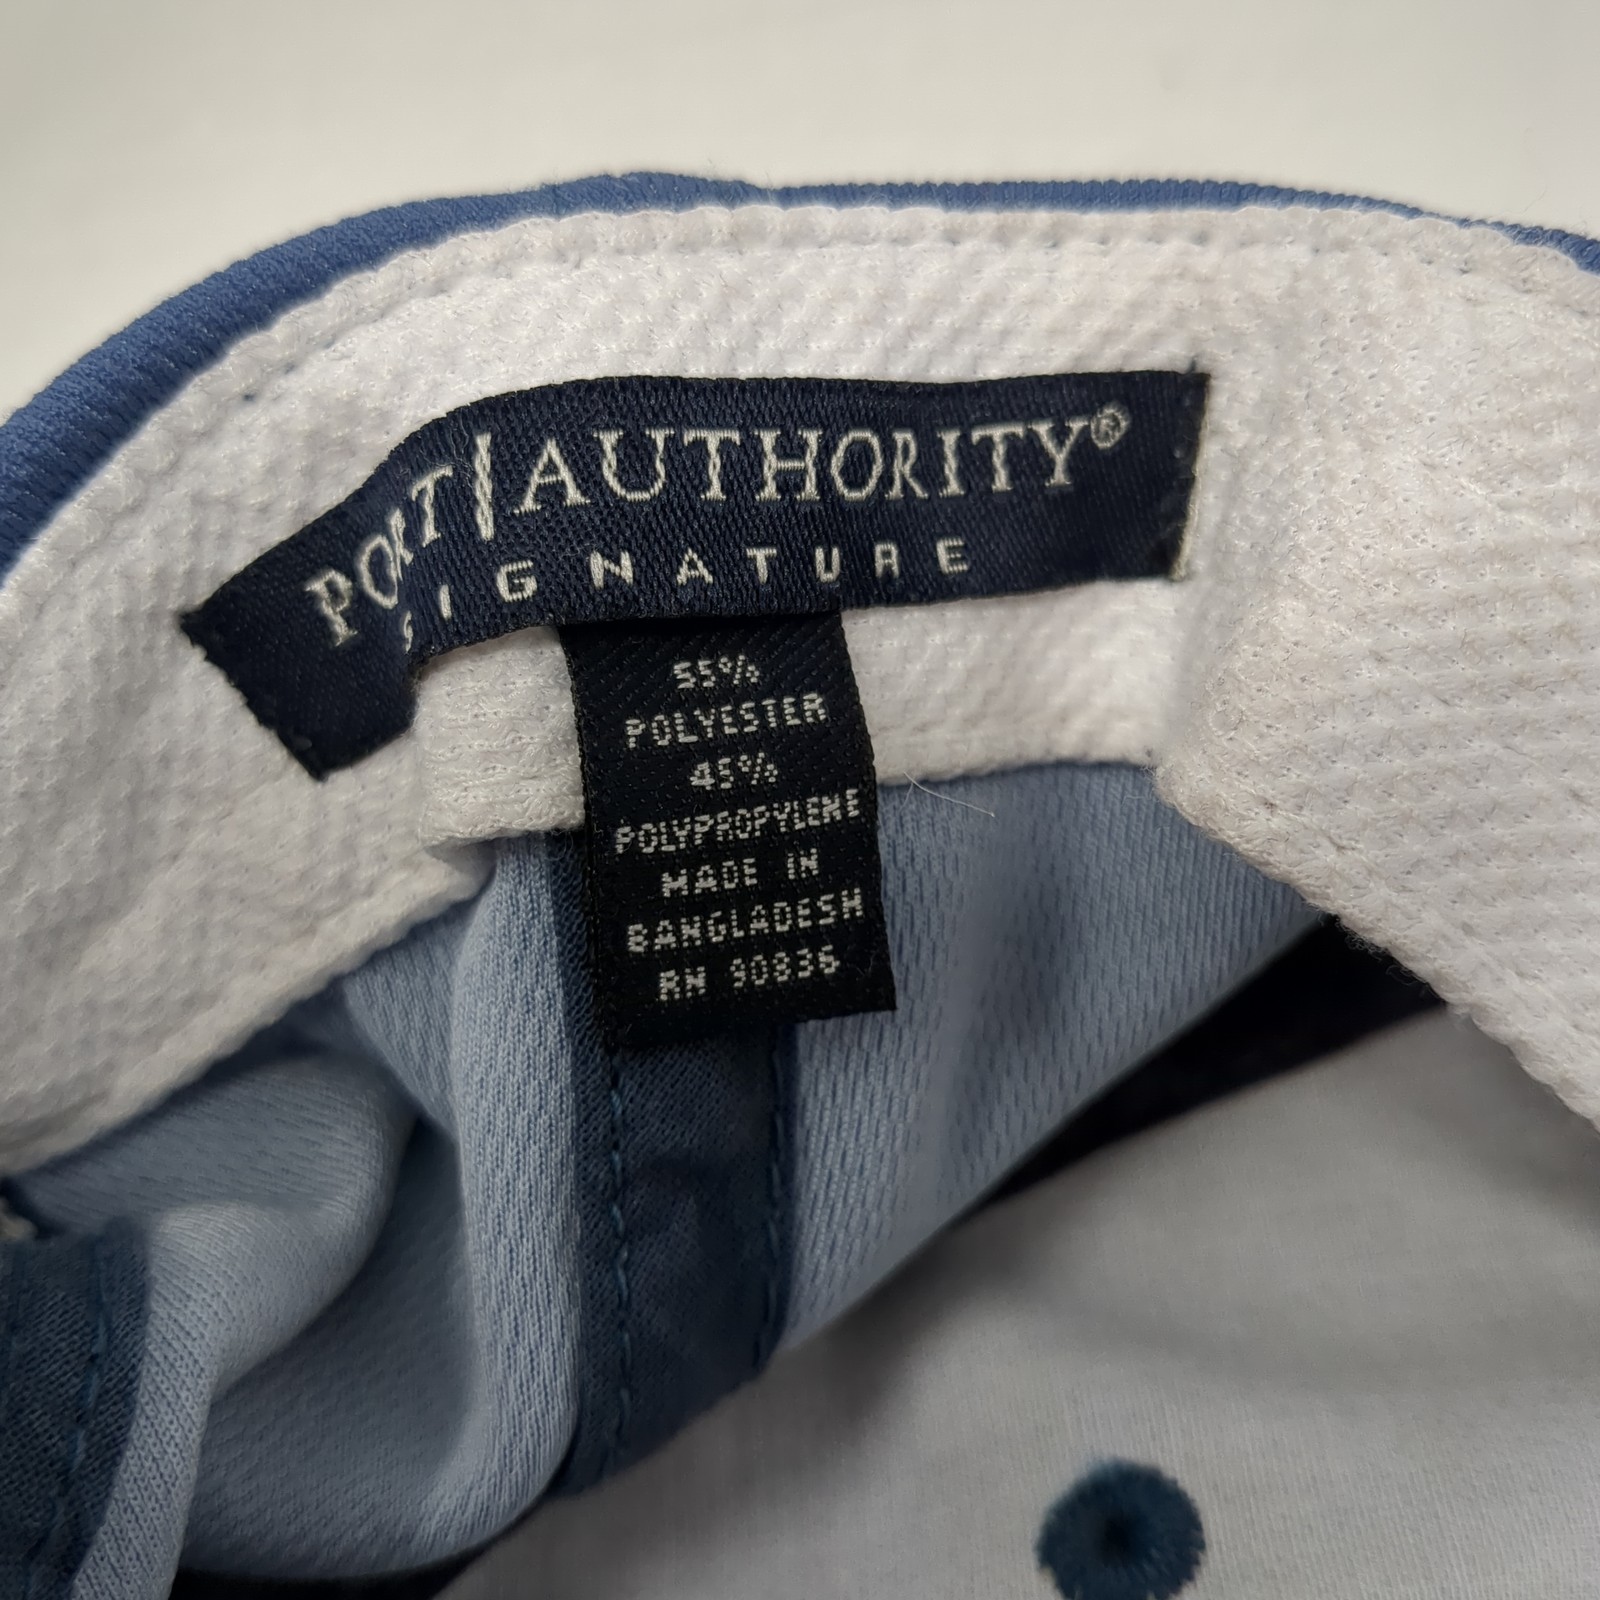 PORT|AUTHORITY®
SIGNATURE
55%
POLYESTER
45%
POLYPROPYLENE
MADE IN
BANGLADESH
RN 90836